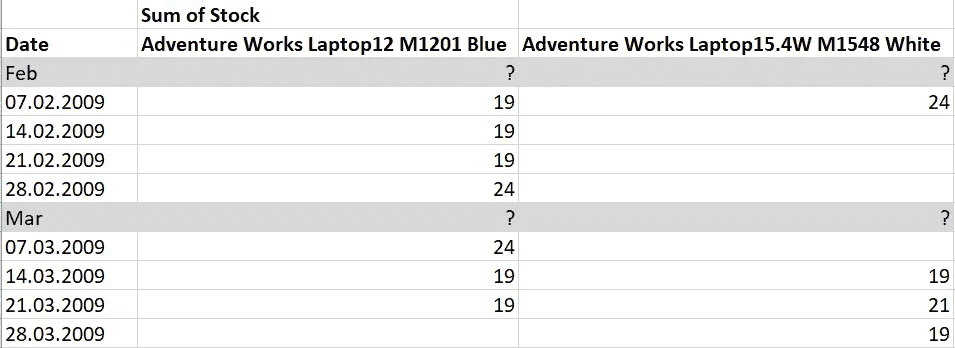 Sum of Stock
Date Adventure Works Laptop12 M1201 Blue Adventure Works Laptop15.4W M1548 White
Feb ? ?
07.02.2009 19 24
14.02.2009 19
21.02.2009 19
28.02.2009 24
Mar ? ?
07.03.2009 24
14.03.2009 19 19
21.03.2009 19 21
28.03.2009 19